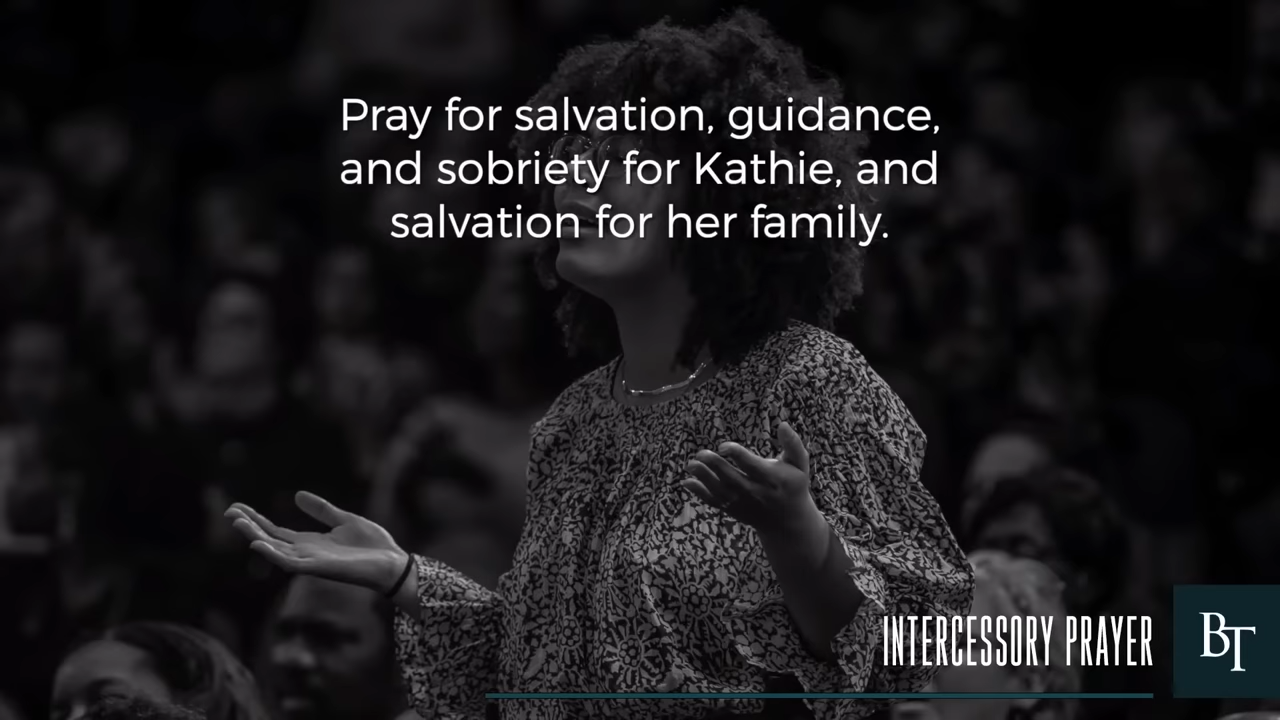 Pray for salvation, guidance,
and sobriety for Kathie, and
salvation for her family.
INTERCESSORY PRAYER
BT